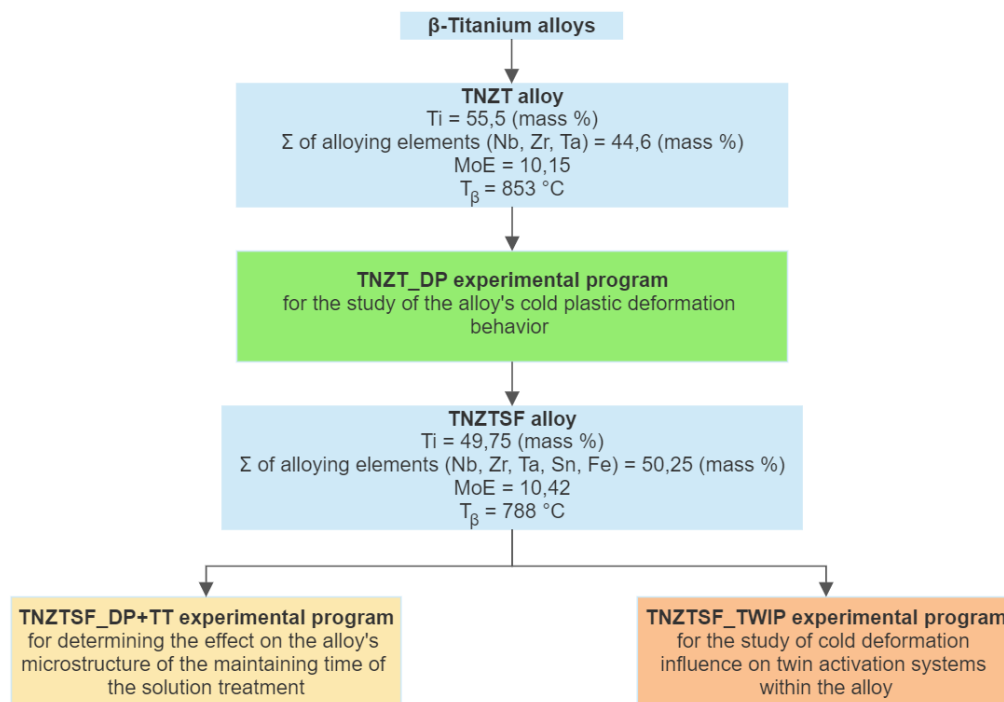 β-Titanium alloys
TNZT alloy
Ti = 55,5 (mass %)
Σ of alloying elements (Nb, Zr, Ta) = 44,6 (mass %)
MoE = 10,15
Tβ = 853 °C
TNZT_DP experimental program
for the study of the alloy's cold plastic deformation
behavior
TNZTSF alloy
Ti = 49,75 (mass %)
Σ of alloying elements (Nb, Zr, Ta, Sn, Fe) = 50,25 (mass %)
MoE = 10,42
Tβ = 788 °C
TNZTSF_DP+TT experimental program
for determining the effect on the alloy's
microstructure of the maintaining time of
the solution treatment
TNZTSF_TWIP experimental program
for the study of cold deformation
influence on twin activation systems
within the alloy